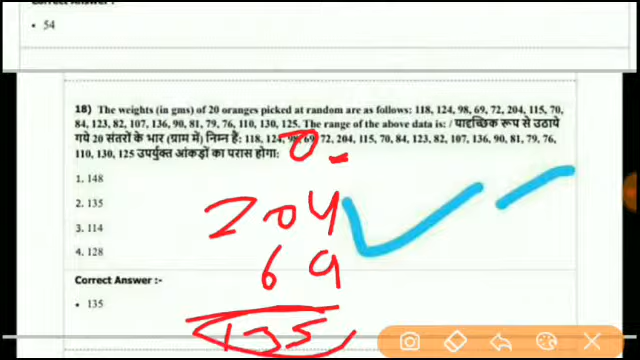 Correct Answer :-
• 54
18) The weights (in gms) of 20 oranges picked at random are as follows: 118, 124, 98, 69, 72, 204, 115, 70,
84, 123, 82, 107, 136, 90, 81, 79, 76, 110, 130, 125. The range of the above data is: / यादृच्छिक रूप से उठाये
गये 20 संतरों के भार (ग्राम में) निम्न हैं: 118, 124, 98, 69, 72, 204, 115, 70, 84, 123, 82, 107, 136, 90, 81, 79, 76,
110, 130, 125 उपर्युक्त आंकड़ों का परास होगा:
1. 148
2. 135
3. 114
4. 128
204
69
135
Correct Answer :-
• 135